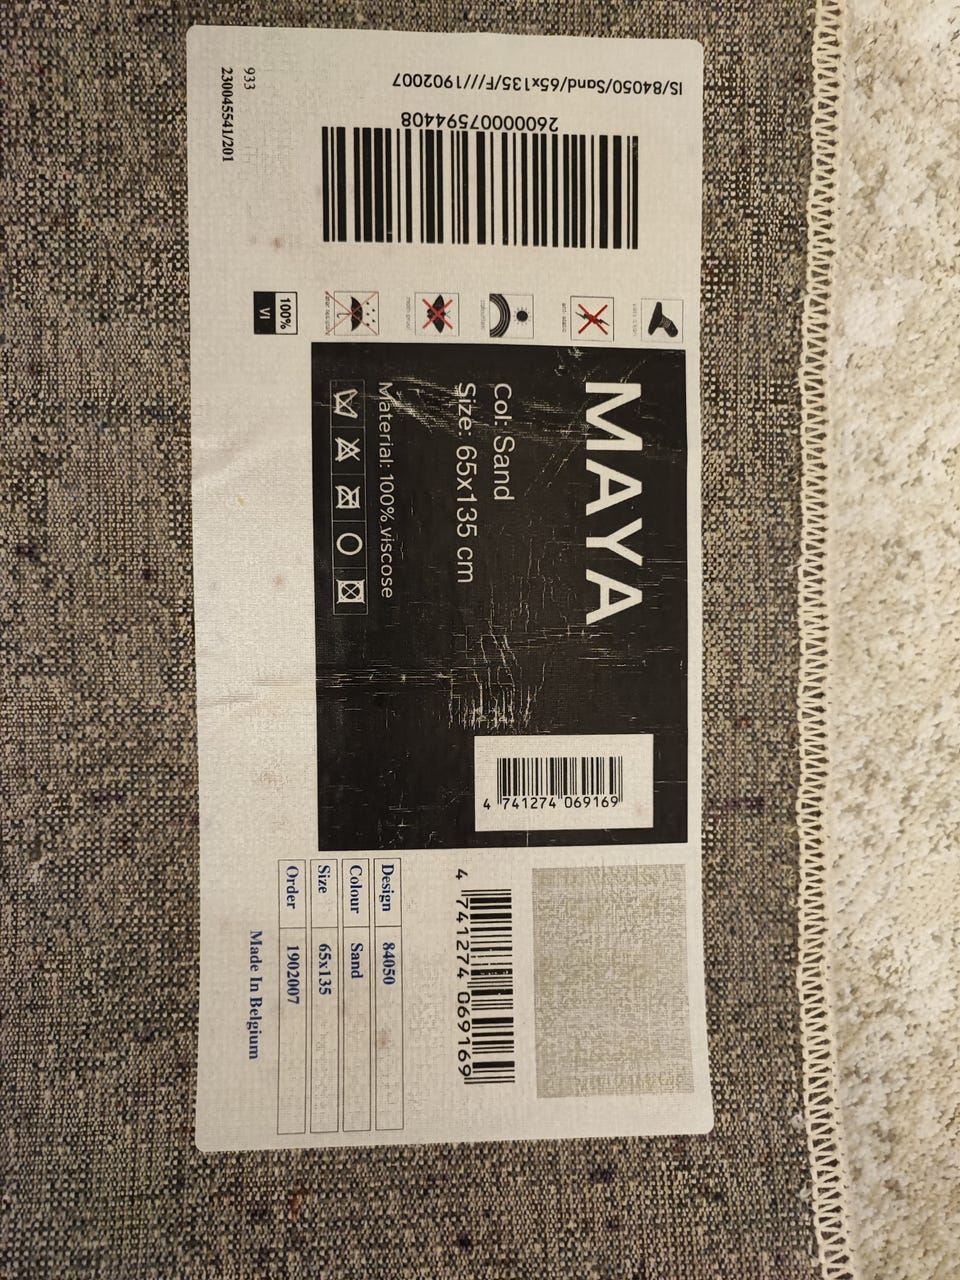 MAYA
Col: Sand
Size: 65x135 cm
Material: 100% viscose
4 741274 069169
4 741274 069169
Design 84050
Colour Sand
Size 65x135
Order 1902007
Made In Belgium
100%
VI
26000007594408
IS/84050/Sand/65x135/F///1902007
933
230045541/201